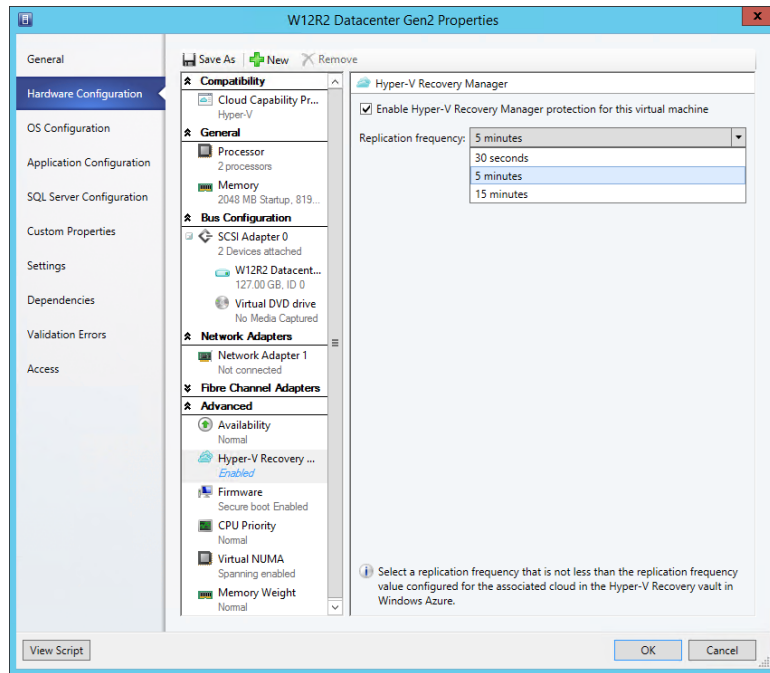 W12R2 Datacenter Gen2 Properties
x
General
Hardware Configuration
OS Configuration
Application Configuration
SQL Server Configuration
Custom Properties
Settings
Dependencies
Validation Errors
Access
Save As New Remove
Compatibility
Cloud Capability Pr...
Hyper-V
General
Processor
2 processors
Memory
2048 MB Startup, 819...
Bus Configuration
SCSI Adapter 0
2 Devices attached
W12R2 Datacent...
127.00 GB, ID 0
Virtual DVD drive
No Media Captured
Network Adapters
Network Adapter 1
Not connected
Fibre Channel Adapters
Advanced
Availability
Normal
Hyper-V Recovery ...
Enabled
Firmware
Secure boot Enabled
CPU Priority
Normal
Virtual NUMA
Spanning enabled
Memory Weight
Normal
Hyper-V Recovery Manager
Enable Hyper-V Recovery Manager protection for this virtual machine
Replication frequency: 5 minutes
30 seconds
5 minutes
15 minutes
Select a replication frequency that is not less than the replication frequency
value configured for the associated cloud in the Hyper-V Recovery vault in
Windows Azure.
View Script
OK
Cancel